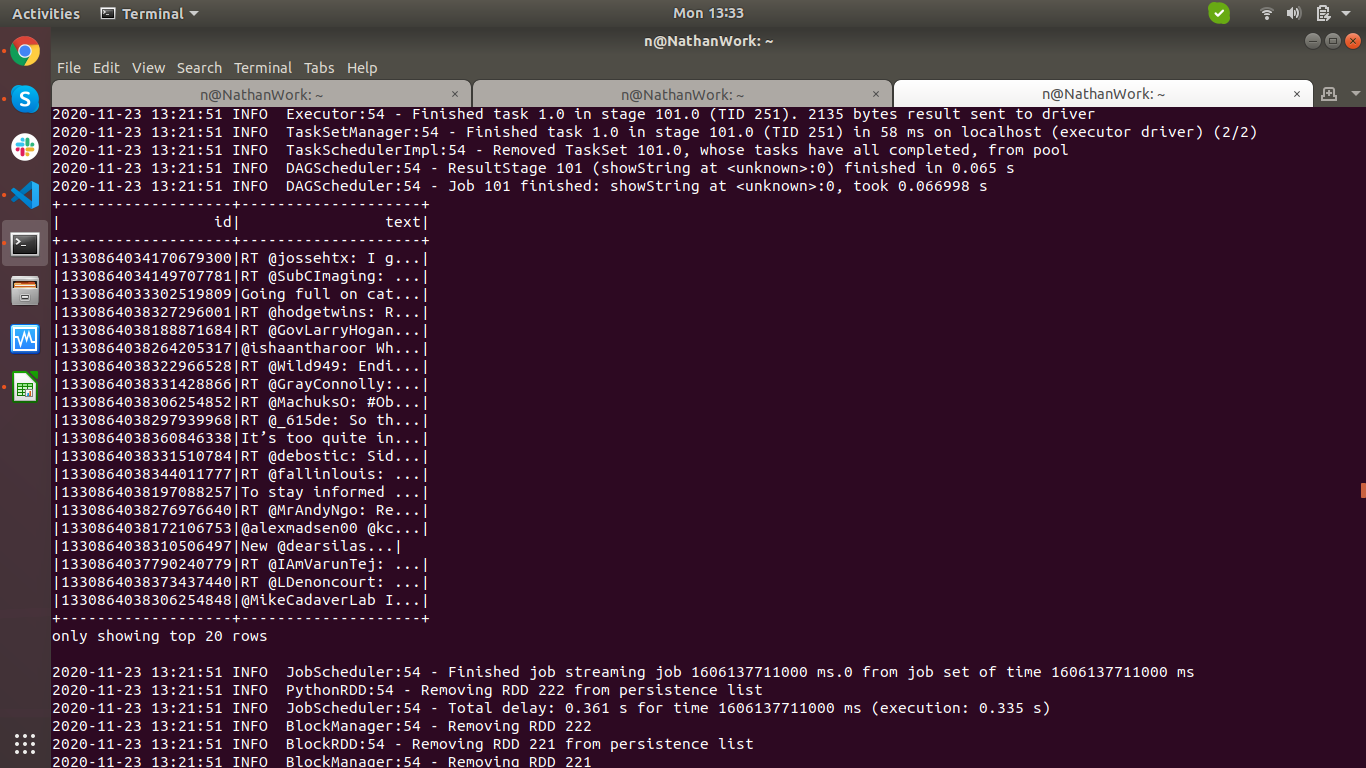 Activities Terminal Mon 13:33
n@NathanWork: ~
File Edit View Search Terminal Tabs Help
n@NathanWork: ~ × n@NathanWork: ~ × n@NathanWork: ~ ×
2020-11-23 13:21:51 INFO  Executor:54 - Finished task 1.0 in stage 101.0 (TID 251). 2135 bytes result sent to driver
2020-11-23 13:21:51 INFO  TaskSetManager:54 - Finished task 1.0 in stage 101.0 (TID 251) in 58 ms on localhost (executor driver) (2/2)
2020-11-23 13:21:51 INFO  TaskSchedulerImpl:54 - Removed TaskSet 101.0, whose tasks have all completed, from pool
2020-11-23 13:21:51 INFO  DAGScheduler:54 - ResultStage 101 (showString at <unknown>:0) finished in 0.065 s
2020-11-23 13:21:51 INFO  DAGScheduler:54 - Job 101 finished: showString at <unknown>:0, took 0.066998 s
+-------------------+--------------------+
|                 id|                text|
+-------------------+--------------------+
|1330864034170679300|RT @jossehtx: I g...|
|1330864034149707781|RT @SubCImaging: ...|
|1330864033302519809|Going full on cat...|
|1330864038327296001|RT @hodgetwins: R...|
|1330864038188871684|RT @GovLarryHogan...|
|1330864038264205317|@ishaantharoor Wh...|
|1330864038322966528|RT @Wild949: Endi...|
|1330864038331428866|RT @GrayConnolly:...|
|1330864038306254852|RT @MachuksO: #Ob...|
|1330864038297939968|RT @_615de: So th...|
|1330864038360846338|It’s too quite in...|
|1330864038331510784|RT @debostic: Sid...|
|1330864038344011777|RT @fallinlouis: ...|
|1330864038197088257|To stay informed ...|
|1330864038276976640|RT @MrAndyNgo: Re...|
|1330864038172106753|@alexmadsen00 @kc...|
|1330864038310506497|New @dearsilas...|
|1330864037790240779|RT @IAmVarunTej: ...|
|1330864038373437440|RT @LDenoncourt: ...|
|1330864038306254848|@MikeCadaverLab I...|
+-------------------+--------------------+
only showing top 20 rows
2020-11-23 13:21:51 INFO  JobScheduler:54 - Finished job streaming job 1606137711000 ms.0 from job set of time 1606137711000 ms
2020-11-23 13:21:51 INFO  PythonRDD:54 - Removing RDD 222 from persistence list
2020-11-23 13:21:51 INFO  JobScheduler:54 - Total delay: 0.361 s for time 1606137711000 ms (execution: 0.335 s)
2020-11-23 13:21:51 INFO  BlockManager:54 - Removing RDD 222
2020-11-23 13:21:51 INFO  BlockRDD:54 - Removing RDD 221 from persistence list
2020-11-23 13:21:51 INFO  BlockManager:54 - Removing RDD 221